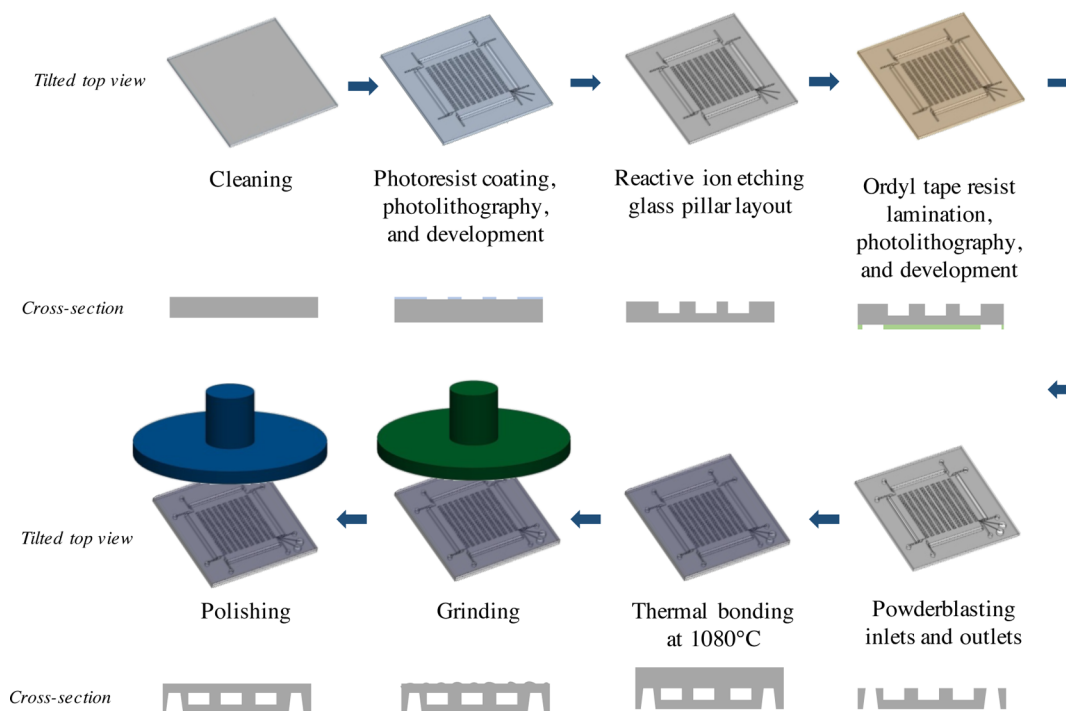 Tilted top view
Cleaning
Photoresist coating,
photolithography,
and development
Reactive ion etching
glass pillar layout
Ordyl tape resist
lamination,
photolithography,
and development
Cross-section
Tilted top view
Polishing
Grinding
Thermal bonding
at 1080°C
Powderblasting
inlets and outlets
Cross-section